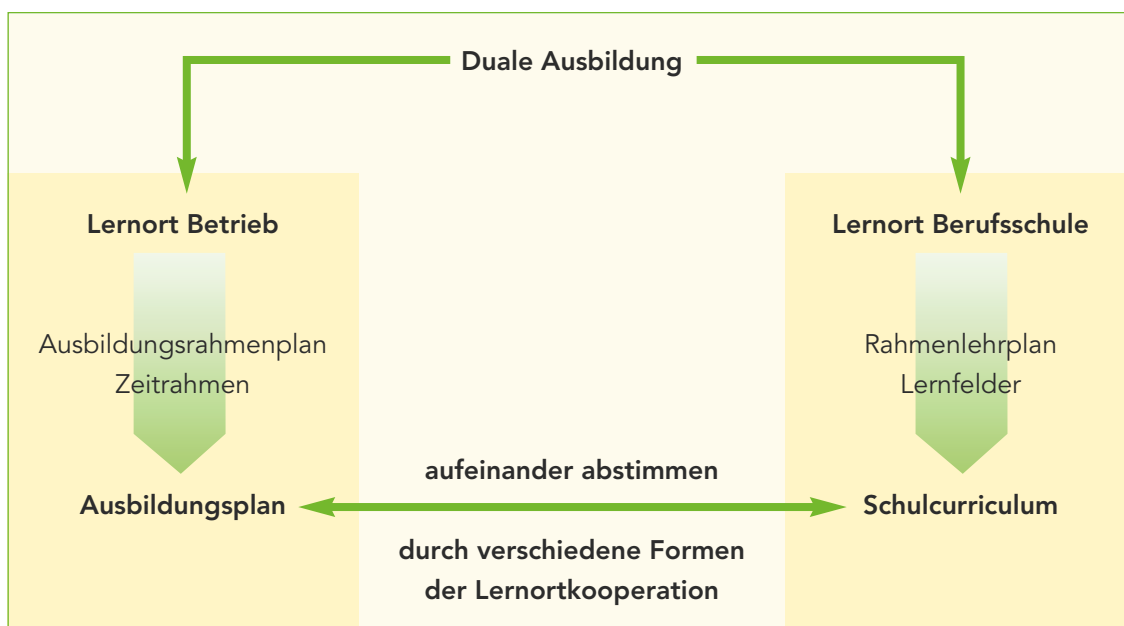 Duale Ausbildung
Lernort Betrieb
Ausbildungsrahmenplan
Zeitrahmen
Ausbildungsplan
Lernort Berufsschule
Rahmenlehrplan
Lernfelder
Schulcurriculum
aufeinander abstimmen
durch verschiedene Formen
der Lernortkooperation